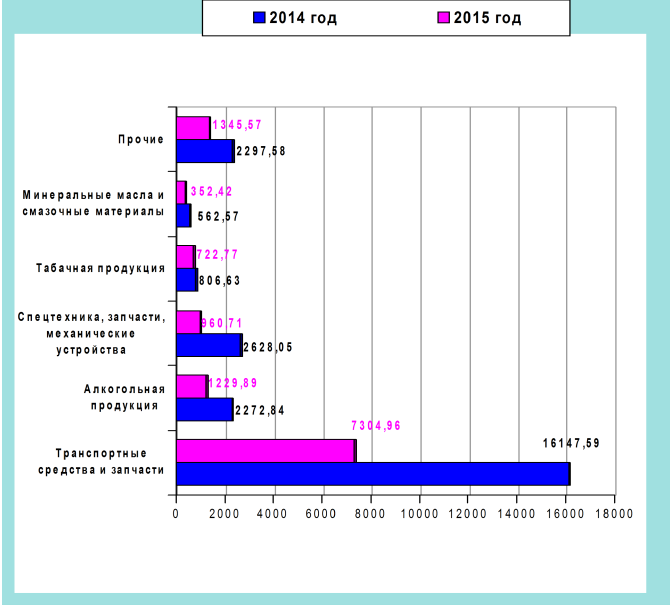 2014 год 2015 год
1345,57
Прочие
2297,58
Минеральные масла и
352,42
смазочные материалы
562,57
722,77
Табачная продукция
806,63
Спецтехника, запчасти,
960,71
механические
устройства
2628,05
Алкогольная
1229,89
продукция
2272,84
7304,96
16147,59
Транспортные
средства и запчасти
0 2000 4000 6000 8000 10000 12000 14000 16000 18000